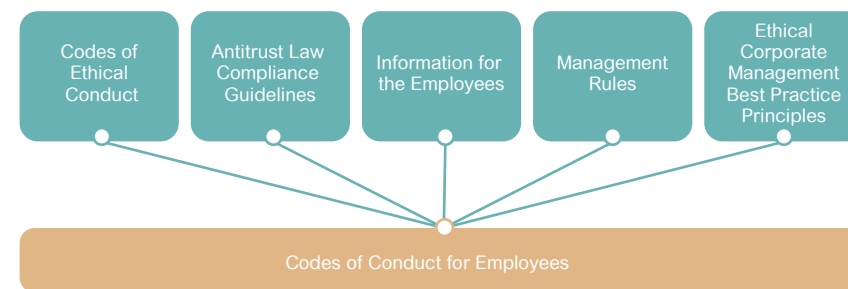 Codes of
Ethical
Conduct
Antitrust Law
Compliance
Guidelines
Information for
the Employees
Management
Rules
Ethical
Corporate
Management
Best Practice
Principles
Codes of Conduct for Employees